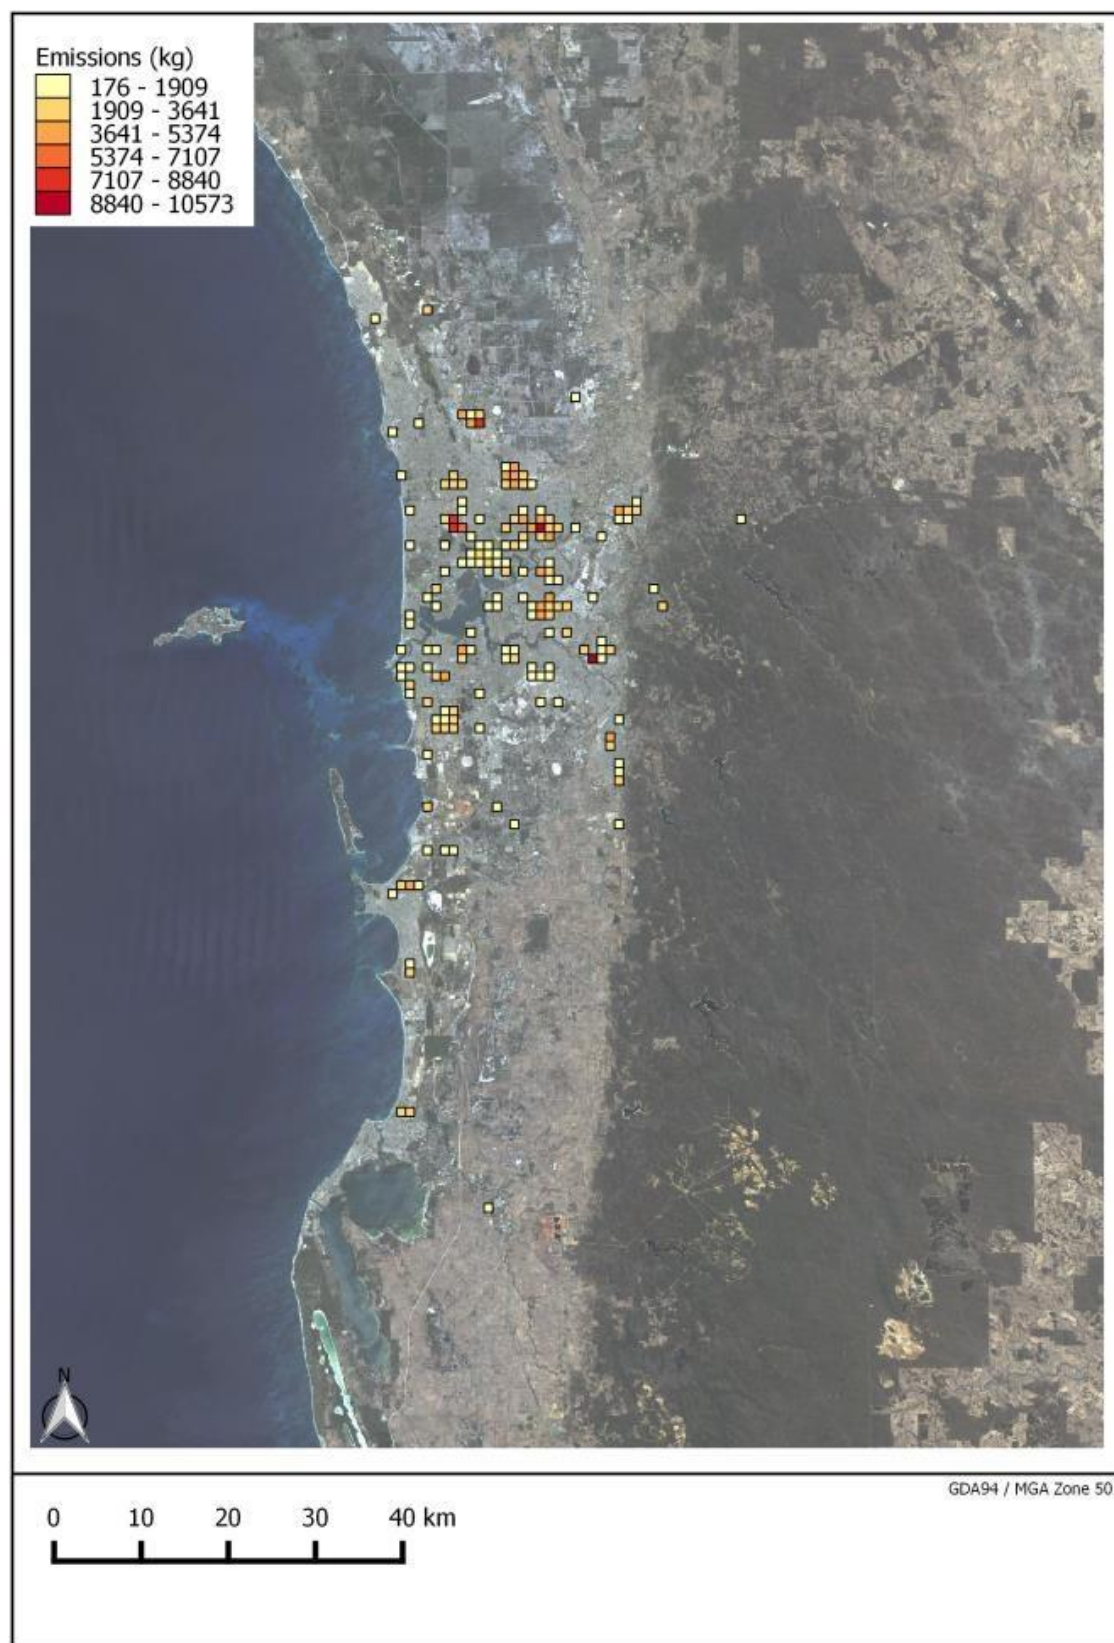 Emissions (kg)
176 - 1909
1909 - 3641
3641 - 5374
5374 - 7107
7107 - 8840
8840 - 10573
N
GDA94 / MGA Zone 50
0 10 20 30 40 km